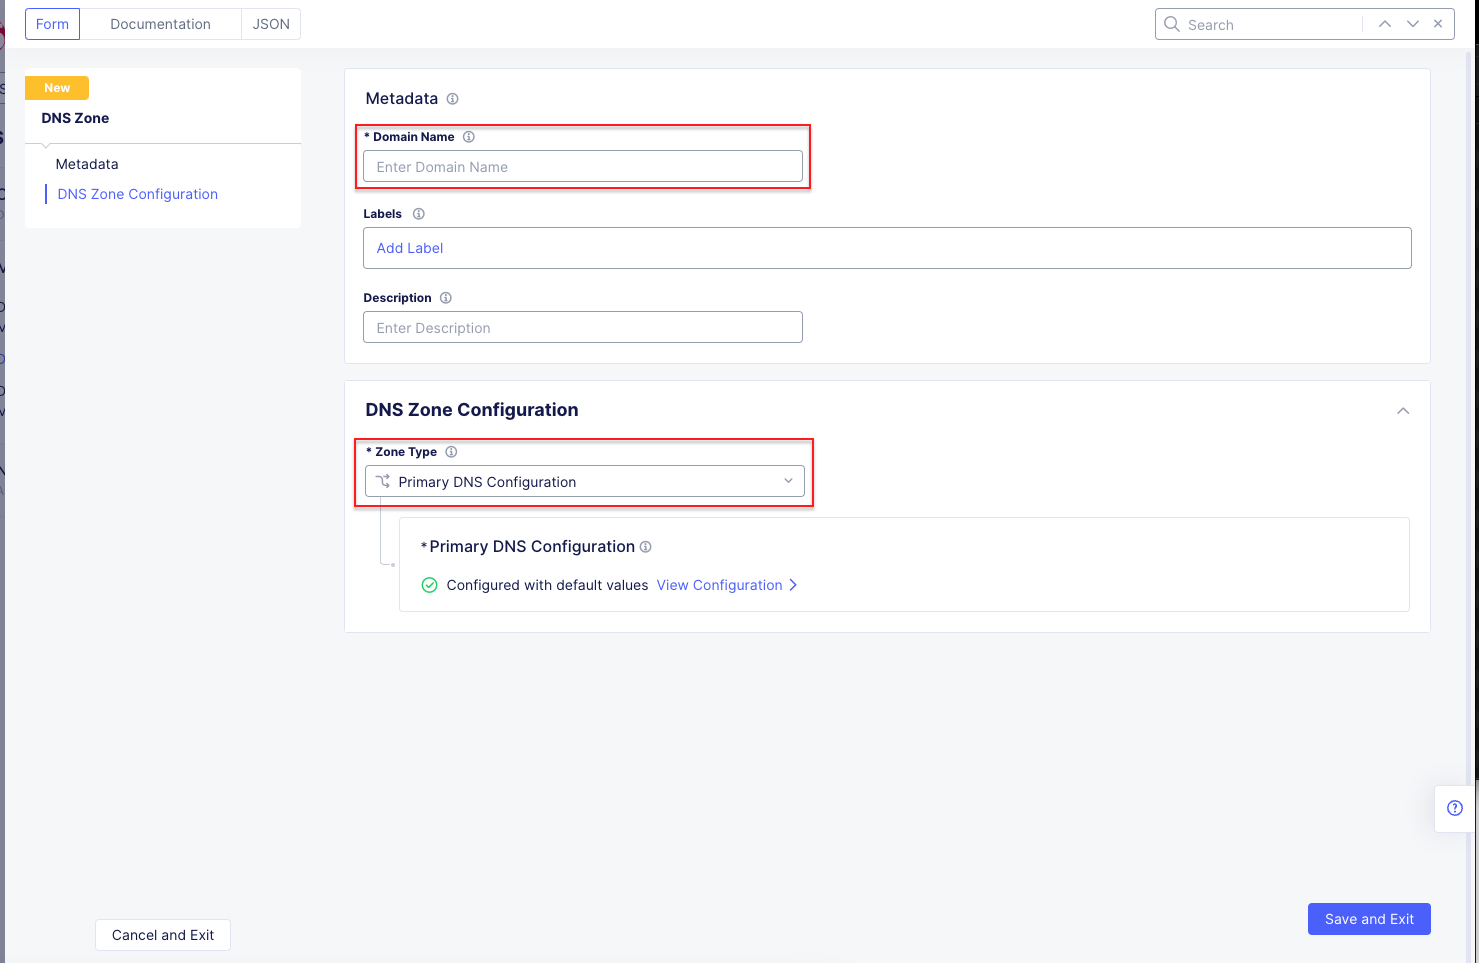 Form
Documentation
JSON
Search
New
DNS Zone
Metadata
DNS Zone Configuration
Metadata
* Domain Name
Enter Domain Name
Labels
Add Label
Description
Enter Description
DNS Zone Configuration
* Zone Type
Primary DNS Configuration
*Primary DNS Configuration
Configured with default values View Configuration
Cancel and Exit
Save and Exit